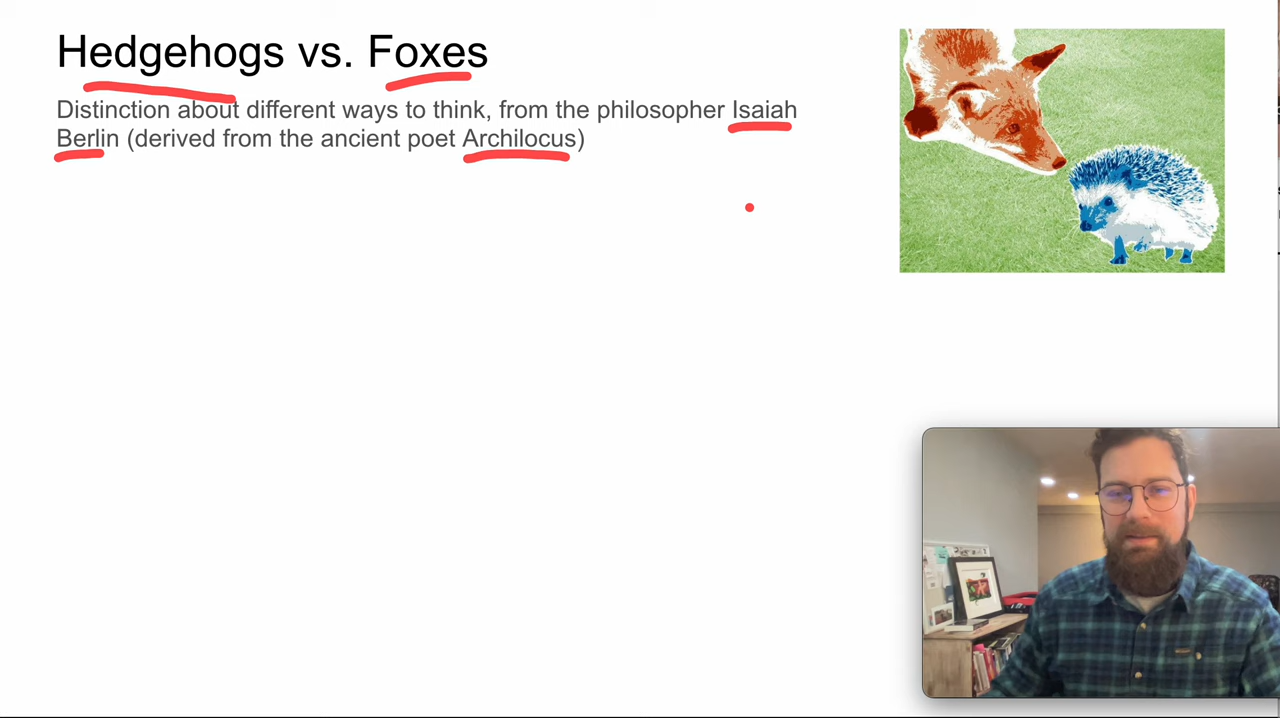 Hedgehogs vs. Foxes
Distinction about different ways to think, from the philosopher Isaiah
Berlin (derived from the ancient poet Archilocus)